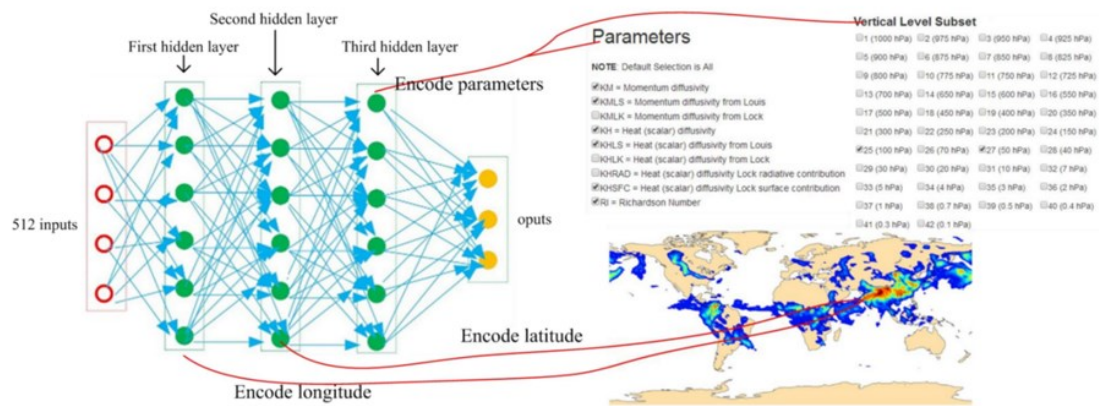 Second hidden layer
First hidden layer
Third hidden layer
Encode parameters
512 inputs
oputs
Encode latitude
Encode longitude
Parameters
NOTE: Default Selection is All
KM = Momentum diffusivity
KMLS = Momentum diffusivity from Louis
KMLK = Momentum diffusivity from Lock
KH = Heat (scalar) diffusivity
KHLS = Heat (scalar) diffusivity from Louis
KHLK = Heat (scalar) diffusivity from Lock
KHRAD = Heat (scalar) diffusivity Lock radiative contribution
KHSFC = Heat (scalar) diffusivity Lock surface contribution
RI = Richardson Number
Vertical Level Subset
1 (1000 hPa) 2 (975 hPa) 3 (950 hPa) 4 (925 hPa)
5 (900 hPa) 6 (875 hPa) 7 (850 hPa) 8 (825 hPa)
9 (800 hPa) 10 (775 hPa) 11 (750 hPa) 12 (725 hPa)
13 (700 hPa) 14 (650 hPa) 15 (600 hPa) 16 (550 hPa)
17 (500 hPa) 18 (450 hPa) 19 (400 hPa) 20 (350 hPa)
21 (300 hPa) 22 (250 hPa) 23 (200 hPa) 24 (150 hPa)
25 (100 hPa) 26 (70 hPa) 27 (50 hPa) 28 (40 hPa)
29 (30 hPa) 30 (20 hPa) 31 (10 hPa) 32 (7 hPa)
33 (5 hPa) 34 (4 hPa) 35 (3 hPa) 36 (2 hPa)
37 (1 hPa) 38 (0.7 hPa) 39 (0.5 hPa) 40 (0.4 hPa)
41 (0.3 hPa) 42 (0.1 hPa)